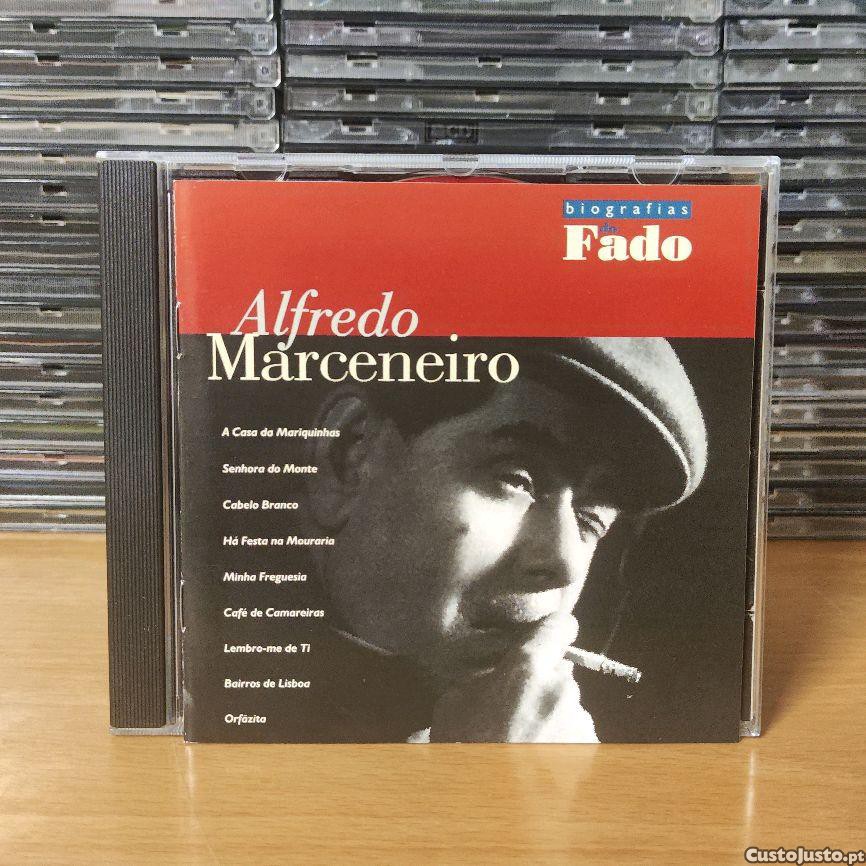 biografias
do
Fado
Alfredo
Marceneiro
A Casa da Mariquinhas
Senhora do Monte
Cabelo Branco
Há Festa na Mouraria
Minha Freguesia
Café de Camareiras
Lembro-me de Ti
Bairros de Lisboa
Orfãzita
CustoJusto.pt